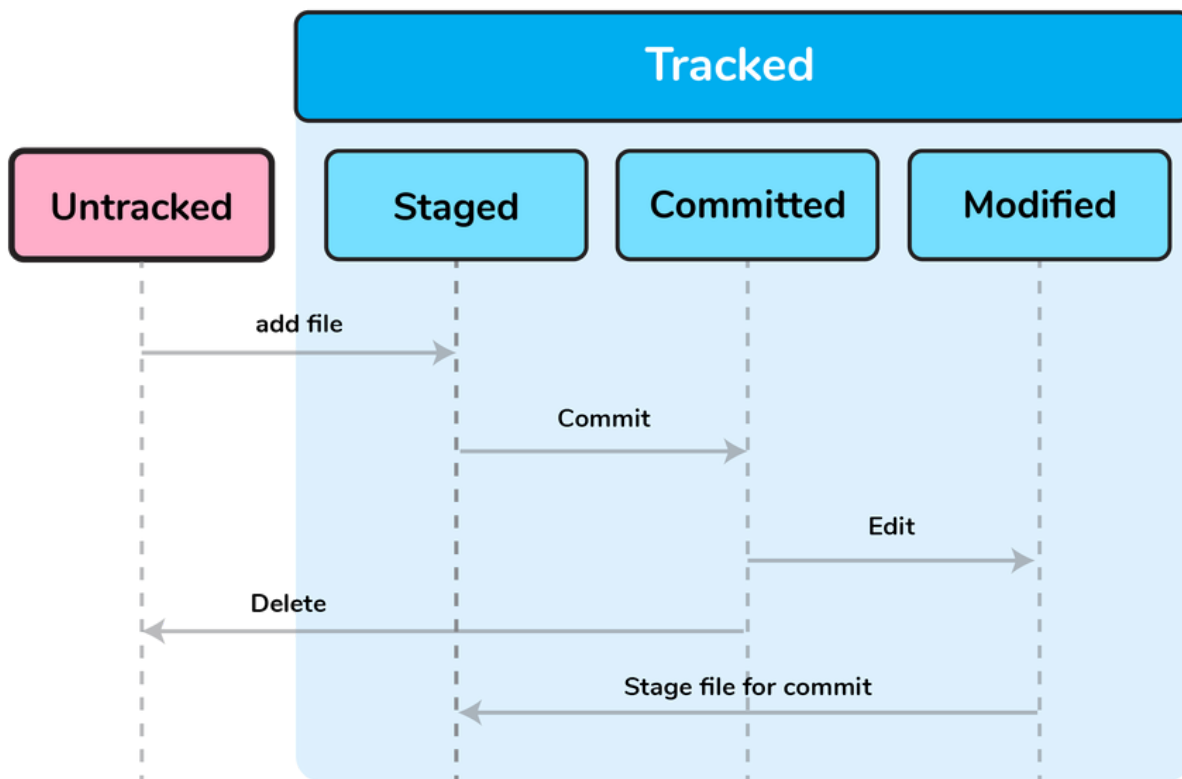 Tracked
Untracked
Staged
Committed
Modified
add file
Commit
Edit
Delete
Stage file for commit